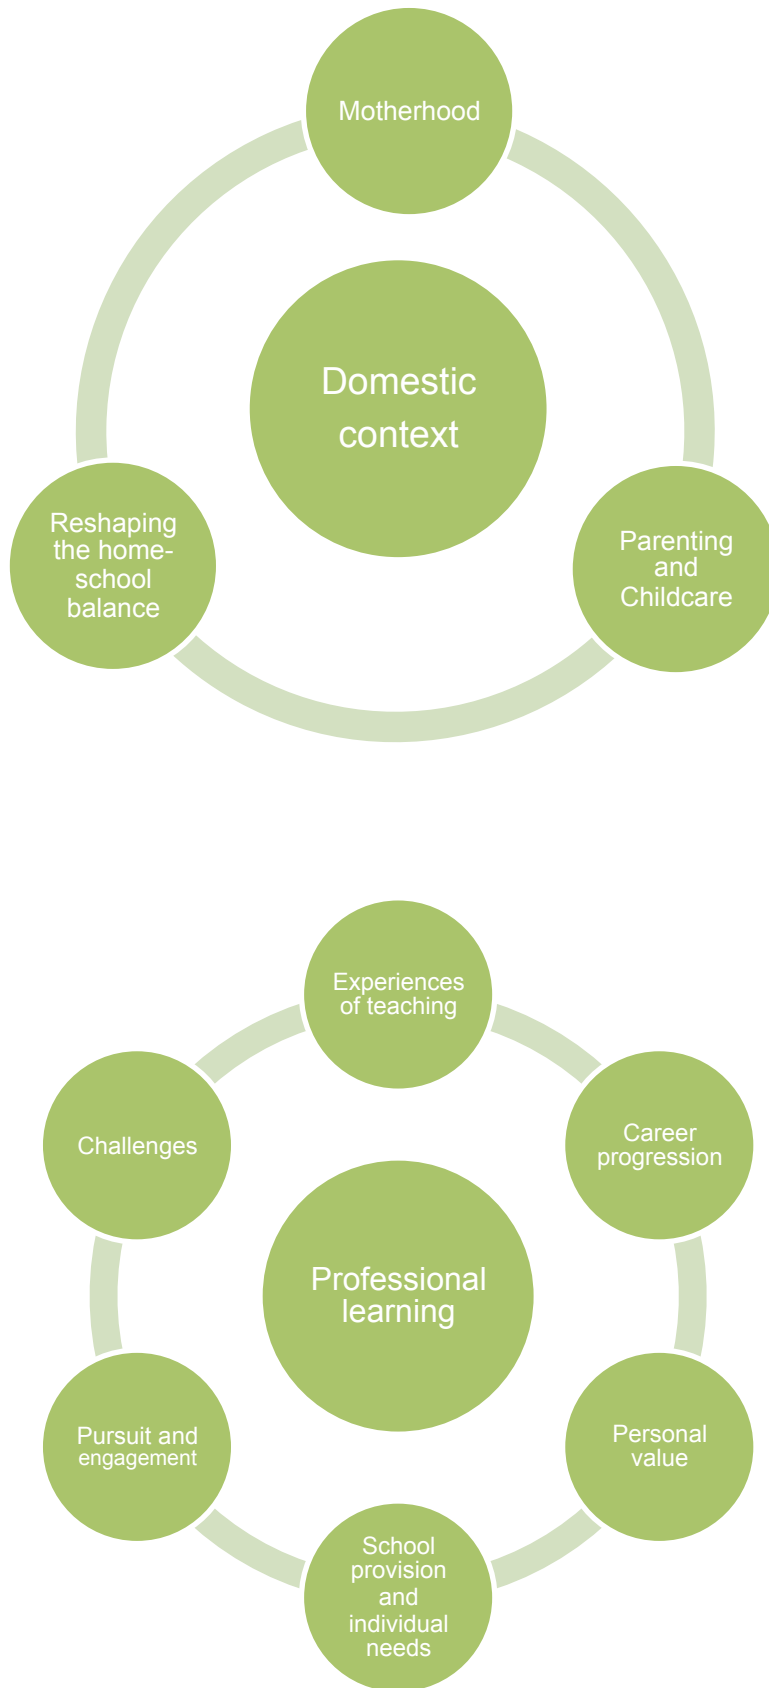 Motherhood
Domestic
context
Reshaping
the home-
school
balance
Parenting
and
Childcare
Experiences
of teaching
Challenges
Career
progression
Professional
learning
Pursuit and
engagement
Personal
value
School
provision
and
individual
needs